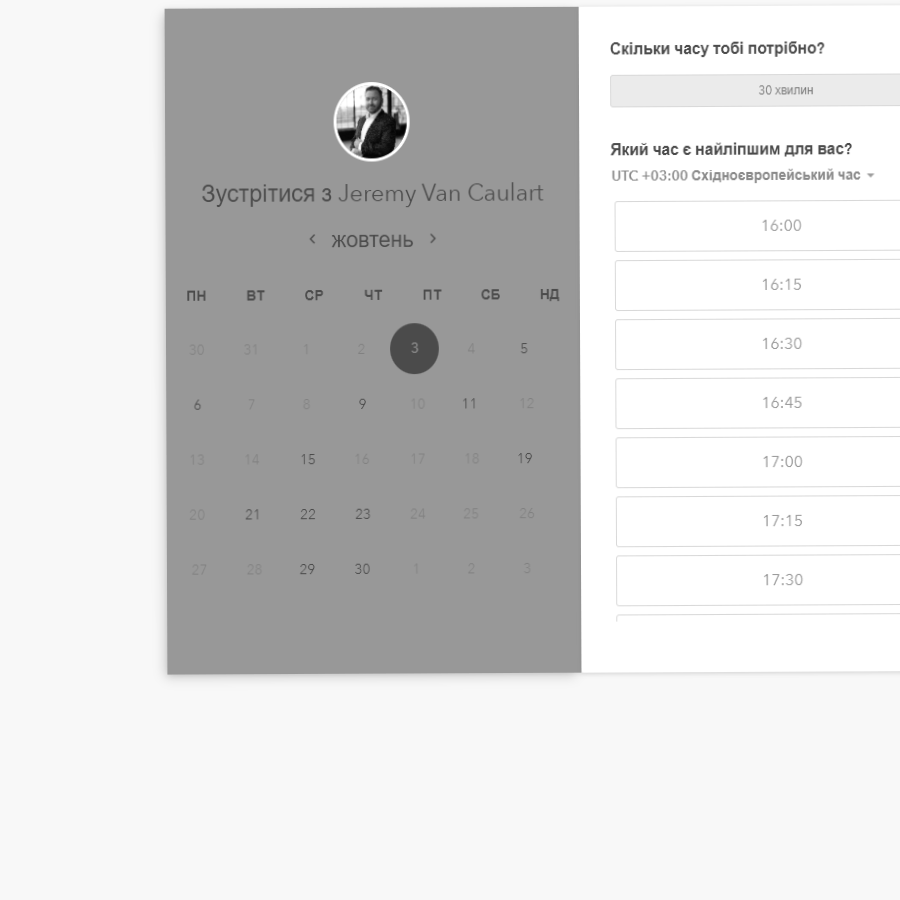 Зустрітися з Jeremy Van Caulart
жовтень
ПН ВТ СР ЧТ ПТ СБ НД
30 31 1 2 3 4 5
6 7 8 9 10 11 12
13 14 15 16 17 18 19
20 21 22 23 24 25 26
27 28 29 30 1 2 3
Скільки часу тобі потрібно?
30 хвилин
Який час є найліпшим для вас?
UTC +03:00 Східноєвропейський час
16:00
16:15
16:30
16:45
17:00
17:15
17:30